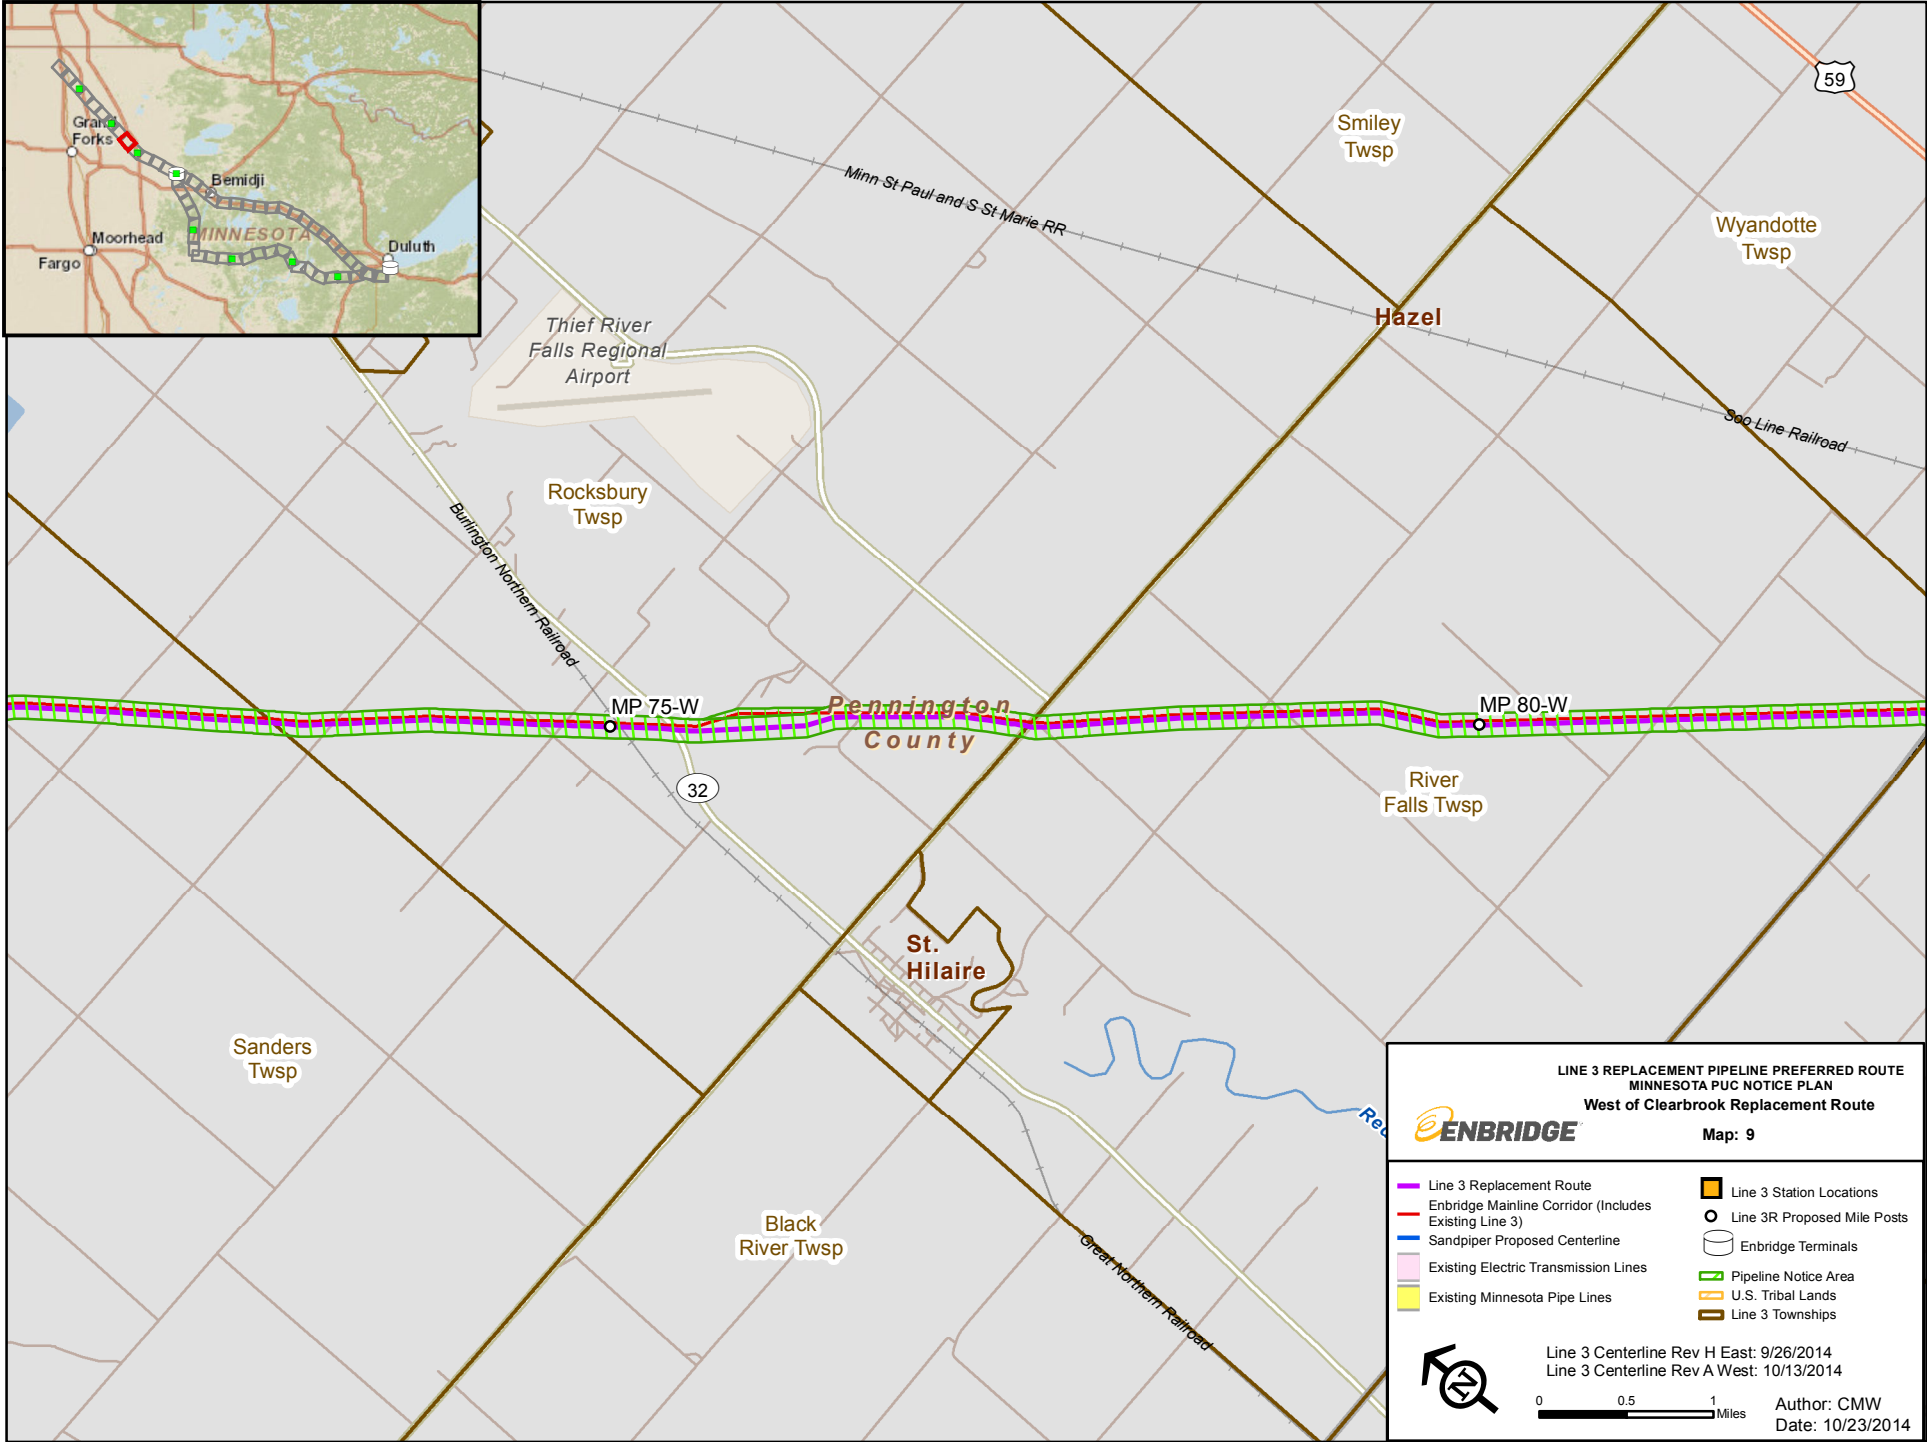 Grand
Forks
Bemidji
MINNESOTA
Moorhead
Fargo
Duluth
59
Smiley
Twsp
Minn St Paul and S St Marie RR
Wyandotte
Twsp
Hazel
Thief River
Falls Regional
Airport
Soo Line Railroad
Rocksbury
Twsp
Burlington Northern Railroad
MP 75-W
Pennington
County
MP 80-W
32
River
Falls Twsp
St.
Hilaire
Sanders
Twsp
Black
River Twsp
Great Northern Railroad
LINE 3 REPLACEMENT PIPELINE PREFERRED ROUTE
MINNESOTA PUC NOTICE PLAN
West of Clearbrook Replacement Route
ENBRIDGE
Map: 9
Line 3 Replacement Route
Enbridge Mainline Corridor (Includes
Existing Line 3)
Sandpiper Proposed Centerline
Existing Electric Transmission Lines
Existing Minnesota Pipe Lines
Line 3 Station Locations
Line 3R Proposed Mile Posts
Enbridge Terminals
Pipeline Notice Area
U.S. Tribal Lands
Line 3 Townships
N
Line 3 Centerline Rev H East: 9/26/2014
Line 3 Centerline Rev A West: 10/13/2014
0 0.5 1
Miles
Author: CMW
Date: 10/23/2014